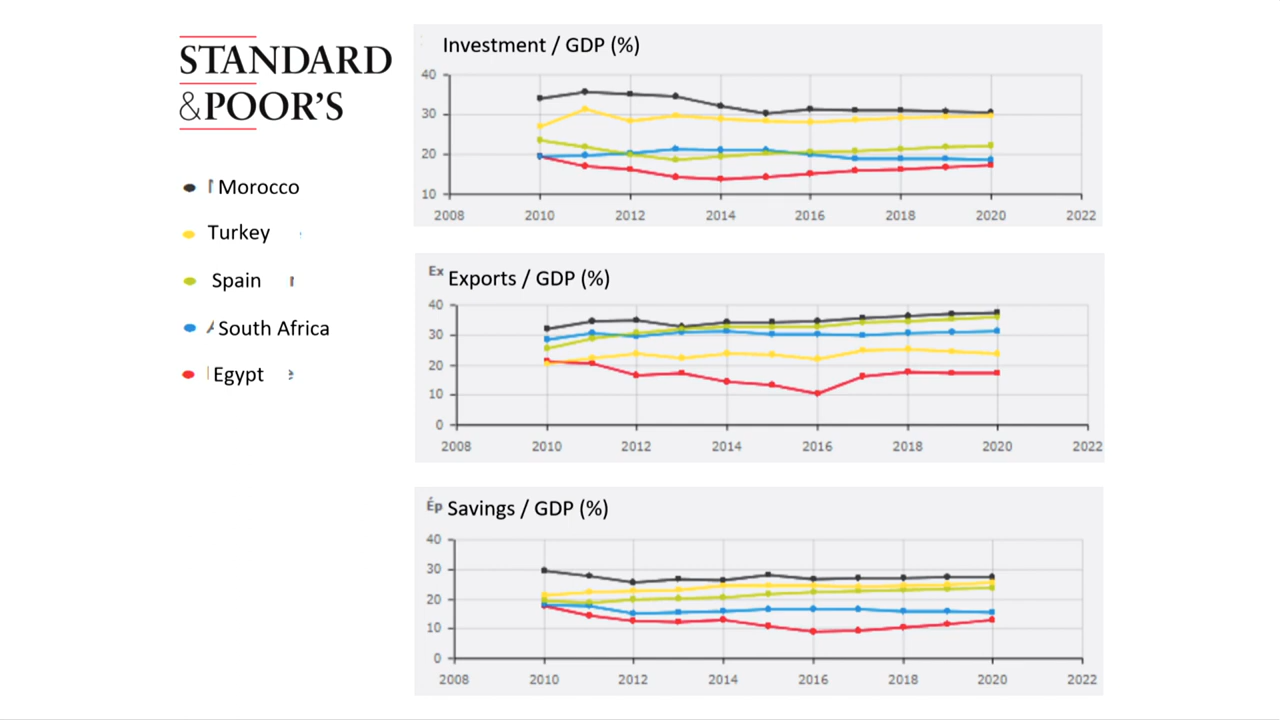 STANDARD
&POOR'S
Morocco
Turkey
Spain
South Africa
Egypt
Investment / GDP (%)
40
30
20
10
2008 2010 2012 2014 2016 2018 2020 2022
Ex Exports / GDP (%)
40
30
20
10
0
2008 2010 2012 2014 2016 2018 2020 2022
Ép Savings / GDP (%)
40
30
20
10
0
2008 2010 2012 2014 2016 2018 2020 2022